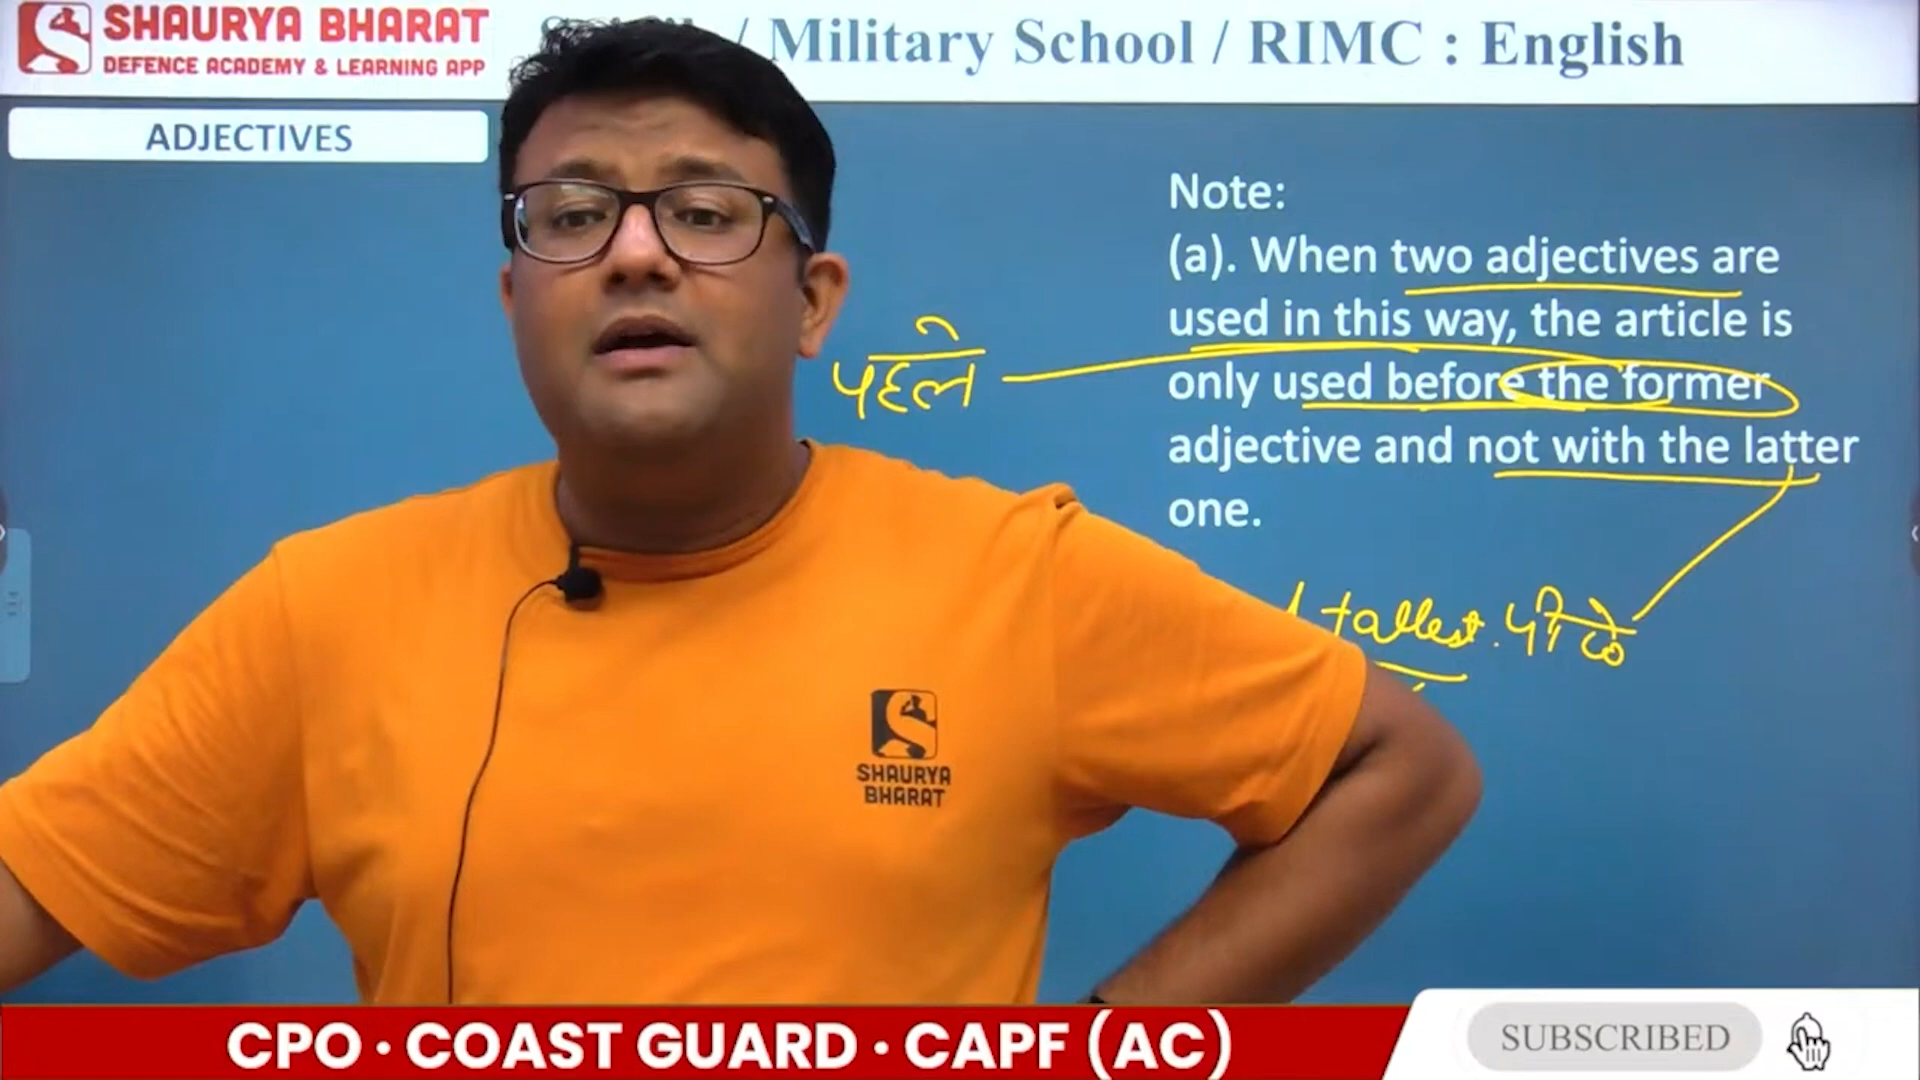 SHAURYA BHARAT
DEFENCE ACADEMY & LEARNING APP
/ Military School / RIMC : English
ADJECTIVES
Note:
(a). When two adjectives are
used in this way, the article is
only used before the former
adjective and not with the latter
one.
पहले
tallest. पीछे
SHAURYA
BHARAT
CPO · COAST GUARD · CAPF (AC)
SUBSCRIBED